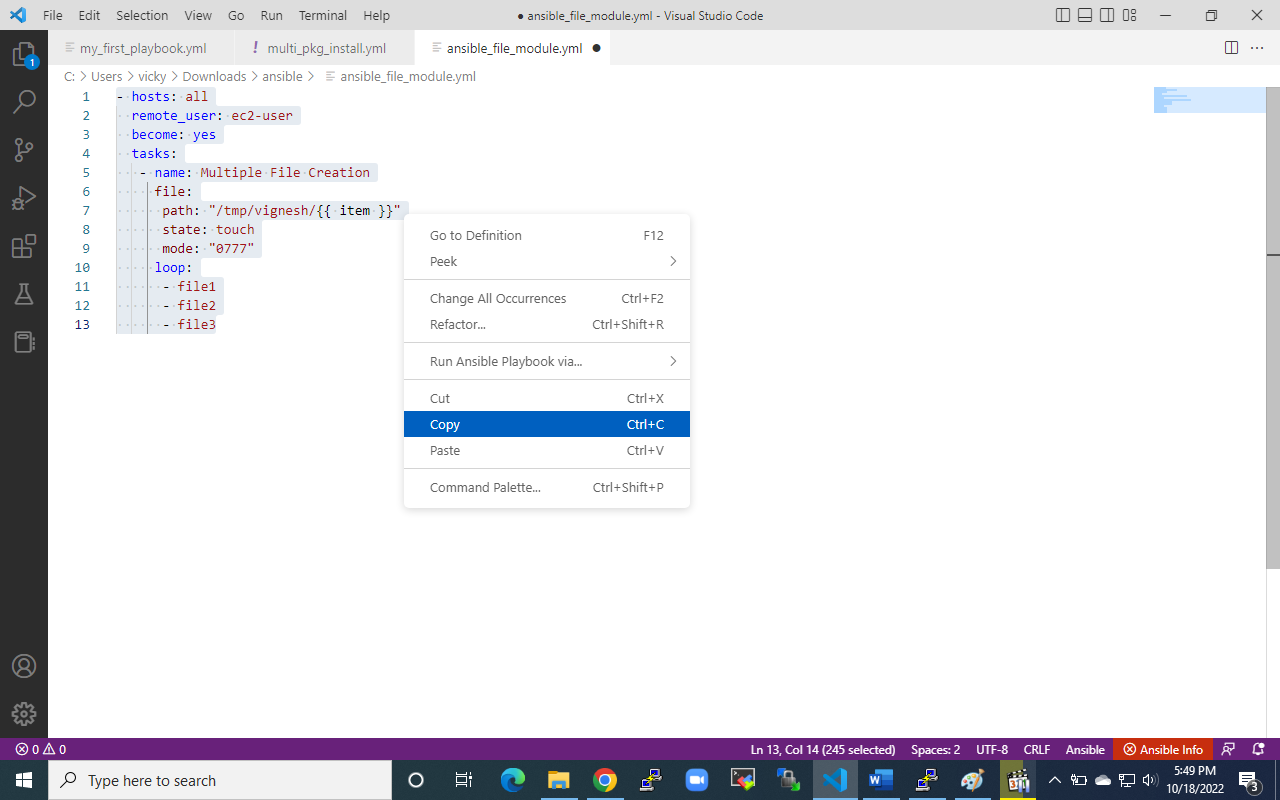 File Edit Selection View Go Run Terminal Help ● ansible_file_module.yml - Visual Studio Code
my_first_playbook.yml ! multi_pkg_install.yml ansible_file_module.yml ●
1
C: > Users > vicky > Downloads > ansible > ansible_file_module.yml
1 - hosts: all
2 remote_user: ec2-user
3 become: yes
4 tasks:
5 - name: Multiple File Creation
6 file:
7 path: "/tmp/vignesh/{{ item }}"
8 state: touch
9 mode: "0777"
10 loop:
11 - file1
12 - file2
13 - file3
Go to Definition F12
Peek >
Change All Occurrences Ctrl+F2
Refactor... Ctrl+Shift+R
Run Ansible Playbook via... >
Cut Ctrl+X
Copy Ctrl+C
Paste Ctrl+V
Command Palette... Ctrl+Shift+P
0 0 Ln 13, Col 14 (245 selected) Spaces: 2 UTF-8 CRLF Ansible Ansible Info
Type here to search
5:49 PM
10/18/2022
3